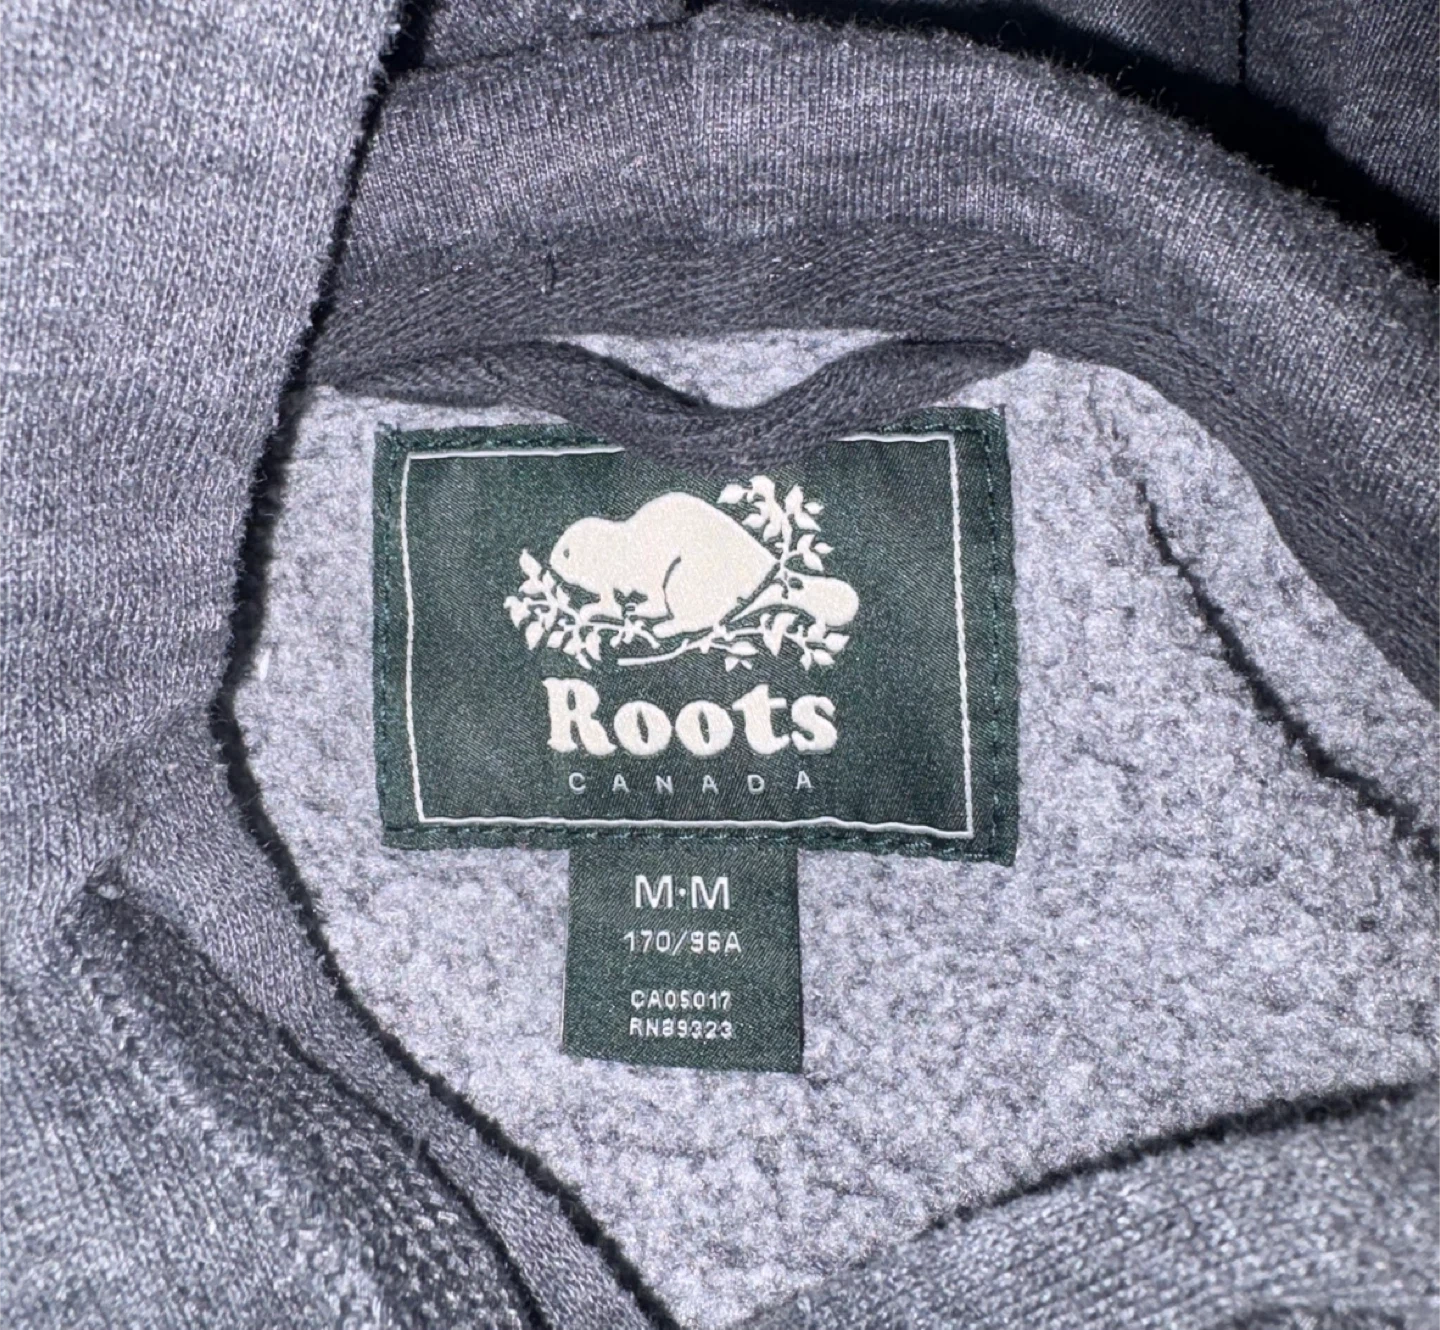 Roots
CANADA
M·M
170/96A
CA05017
RN89323